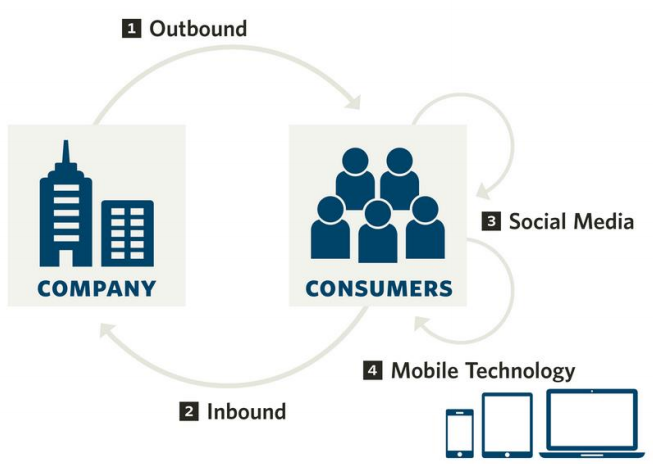 1 Outbound
COMPANY
CONSUMERS
3 Social Media
4 Mobile Technology
2 Inbound